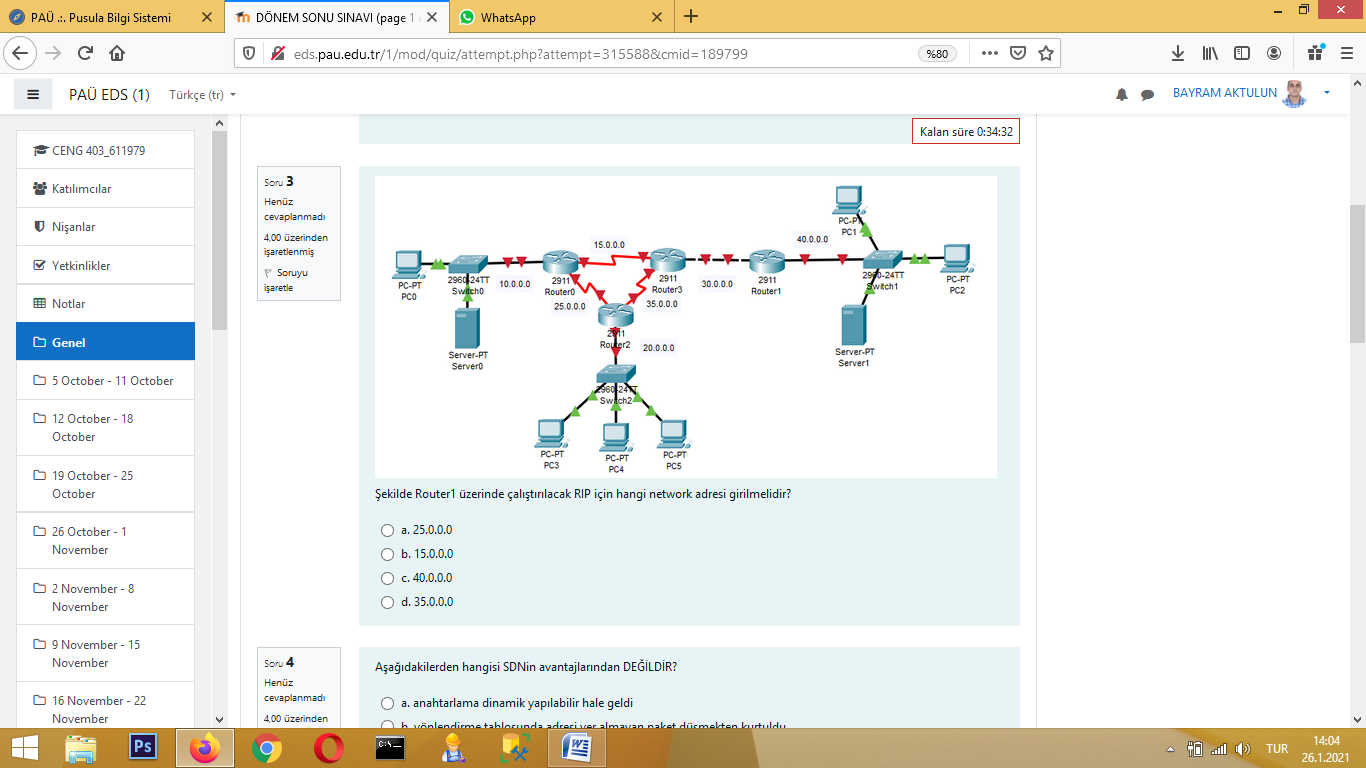 PAÜ .:. Pusula Bilgi Sistemi
DÖNEM SONU SINAVI (page 1
WhatsApp
eds.pau.edu.tr/1/mod/quiz/attempt.php?attempt=315588&cmid=189799
%80
PAÜ EDS (1)
Türkçe (tr)
BAYRAM AKTULUN
CENG 403_611979
Katılımcılar
Nişanlar
Yetkinlikler
Notlar
Genel
5 October - 11 October
12 October - 18
October
19 October - 25
October
26 October - 1
November
2 November - 8
November
9 November - 15
November
16 November - 22
November
Kalan süre 0:34:32
Soru 3
Henüz
cevaplanmadı
4,00 üzerinden
işaretlenmiş
Soruyu
işaretle
PC-PT
PC0
2960-24TT
Switch0
Server-PT
Server0
10.0.0.0
2911
Router0
15.0.0.0
25.0.0.0
2911
Router3
35.0.0.0
2911
Router2
20.0.0.0
2960-24TT
Switch2
PC-PT
PC3
PC-PT
PC4
PC-PT
PC5
30.0.0.0
2911
Router1
40.0.0.0
PC-PT
PC1
2960-24TT
Switch1
PC-PT
PC2
Server-PT
Server1
Şekilde Router1 üzerinde çalıştırılacak RIP için hangi network adresi girilmelidir?
a. 25.0.0.0
b. 15.0.0.0
c. 40.0.0.0
d. 35.0.0.0
Soru 4
Henüz
cevaplanmadı
4,00 üzerinden
Aşağıdakilerden hangisi SDNin avantajlarından DEĞİLDİR?
a. anahtarlama dinamik yapılabilir hale geldi
b. yönlendirme tablosunda adresi yer almayan paket düşmekten kurtuldu
Ps
C:\
W
TUR
14:04
26.1.2021